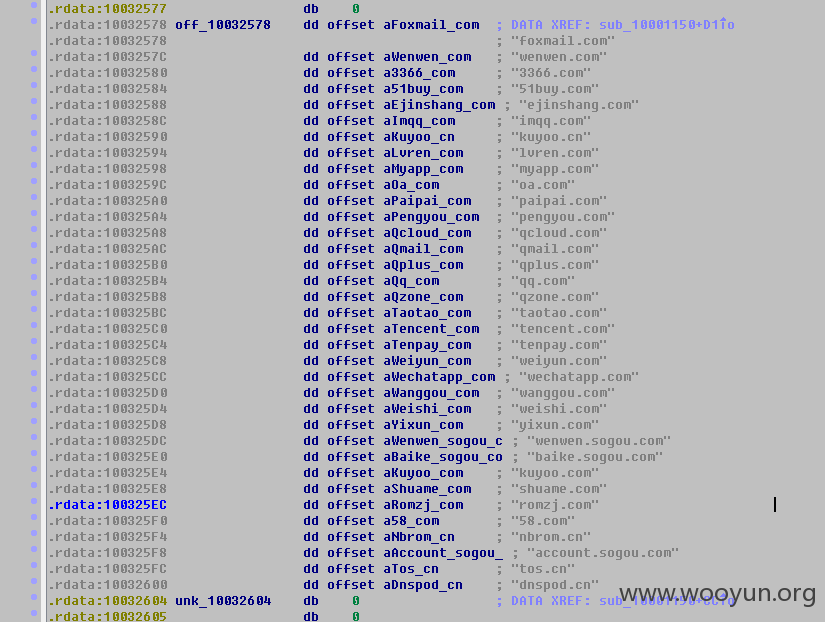 .rdata:10032577 db 0
.rdata:10032578 off_10032578 dd offset aFoxmail_com ; DATA XREF: sub_10001150+D1↑o
.rdata:10032578 ; "foxmail.com"
.rdata:1003257C dd offset aWenwen_com ; "wenwen.com"
.rdata:10032580 dd offset a3366_com ; "3366.com"
.rdata:10032584 dd offset a51buy_com ; "51buy.com"
.rdata:10032588 dd offset aEjinshang_com ; "ejinshang.com"
.rdata:1003258C dd offset aImqq_com ; "imqq.com"
.rdata:10032590 dd offset aKuyoo_cn ; "kuyoo.cn"
.rdata:10032594 dd offset aLvren_com ; "lvren.com"
.rdata:10032598 dd offset aMyapp_com ; "myapp.com"
.rdata:1003259C dd offset aOa_com ; "oa.com"
.rdata:100325A0 dd offset aPaipai_com ; "paipai.com"
.rdata:100325A4 dd offset aPengyou_com ; "pengyou.com"
.rdata:100325A8 dd offset aQcloud_com ; "qcloud.com"
.rdata:100325AC dd offset aQmail_com ; "qmail.com"
.rdata:100325B0 dd offset aQplus_com ; "qplus.com"
.rdata:100325B4 dd offset aQq_com ; "qq.com"
.rdata:100325B8 dd offset aQzone_com ; "qzone.com"
.rdata:100325BC dd offset aTaotao_com ; "taotao.com"
.rdata:100325C0 dd offset aTencent_com ; "tencent.com"
.rdata:100325C4 dd offset aTenpay_com ; "tenpay.com"
.rdata:100325C8 dd offset aWeiyun_com ; "weiyun.com"
.rdata:100325CC dd offset aWechatapp_com ; "wechatapp.com"
.rdata:100325D0 dd offset aWanggou_com ; "wanggou.com"
.rdata:100325D4 dd offset aWeishi_com ; "weishi.com"
.rdata:100325D8 dd offset aYixun_com ; "yixun.com"
.rdata:100325DC dd offset aWenwen_sogou_c ; "wenwen.sogou.com"
.rdata:100325E0 dd offset aBaike_sogou_co ; "baike.sogou.com"
.rdata:100325E4 dd offset aKuyoo_com ; "kuyoo.com"
.rdata:100325E8 dd offset aShuame_com ; "shuame.com"
.rdata:100325EC dd offset aRomzj_com ; "romzj.com"
.rdata:100325F0 dd offset a58_com ; "58.com"
.rdata:100325F4 dd offset aNbrom_cn ; "nbrom.cn"
.rdata:100325F8 dd offset aAccount_sogou_ ; "account.sogou.com"
.rdata:100325FC dd offset aTos_cn ; "tos.cn"
.rdata:10032600 dd offset aDnspod_cn ; "dnspod.cn"
.rdata:10032604 unk_10032604 db 0 ; DATA XREF:
.rdata:10032605 db 0
www.wooyun.org